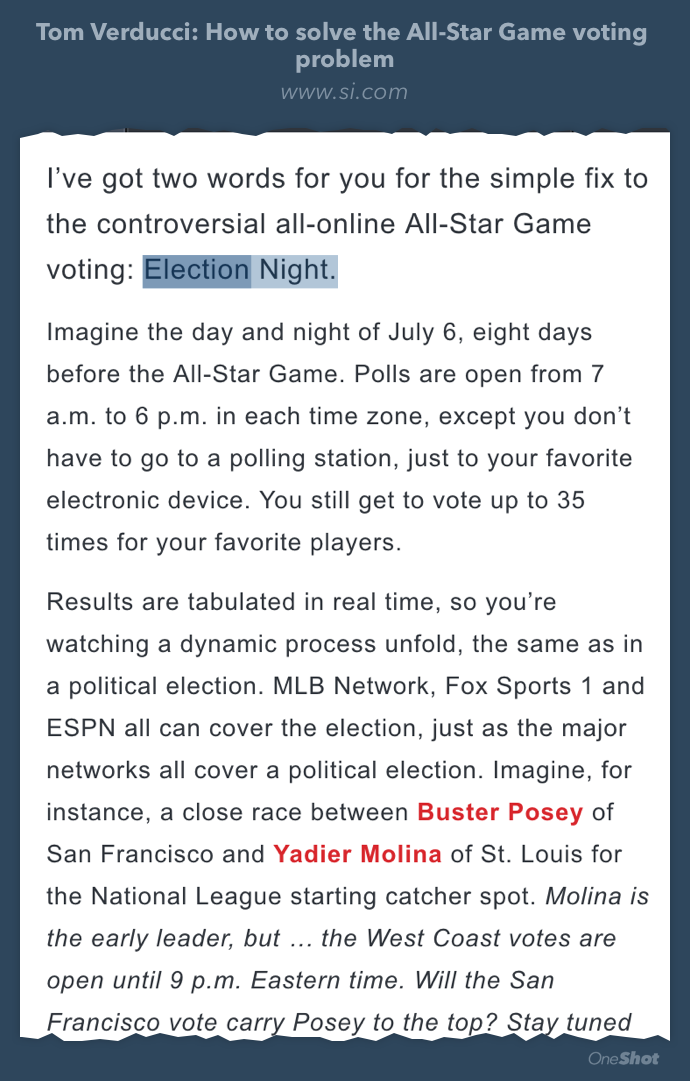 Tom Verducci: How to solve the All-Star Game voting
problem
www.si.com
I’ve got two words for you for the simple fix to
the controversial all-online All-Star Game
voting: Election Night.
Imagine the day and night of July 6, eight days
before the All-Star Game. Polls are open from 7
a.m. to 6 p.m. in each time zone, except you don’t
have to go to a polling station, just to your favorite
electronic device. You still get to vote up to 35
times for your favorite players.
Results are tabulated in real time, so you’re
watching a dynamic process unfold, the same as in
a political election. MLB Network, Fox Sports 1 and
ESPN all can cover the election, just as the major
networks all cover a political election. Imagine, for
instance, a close race between Buster Posey of
San Francisco and Yadier Molina of St. Louis for
the National League starting catcher spot. Molina is
the early leader, but … the West Coast votes are
open until 9 p.m. Eastern time. Will the San
Francisco vote carry Posey to the top? Stay tuned
OneShot